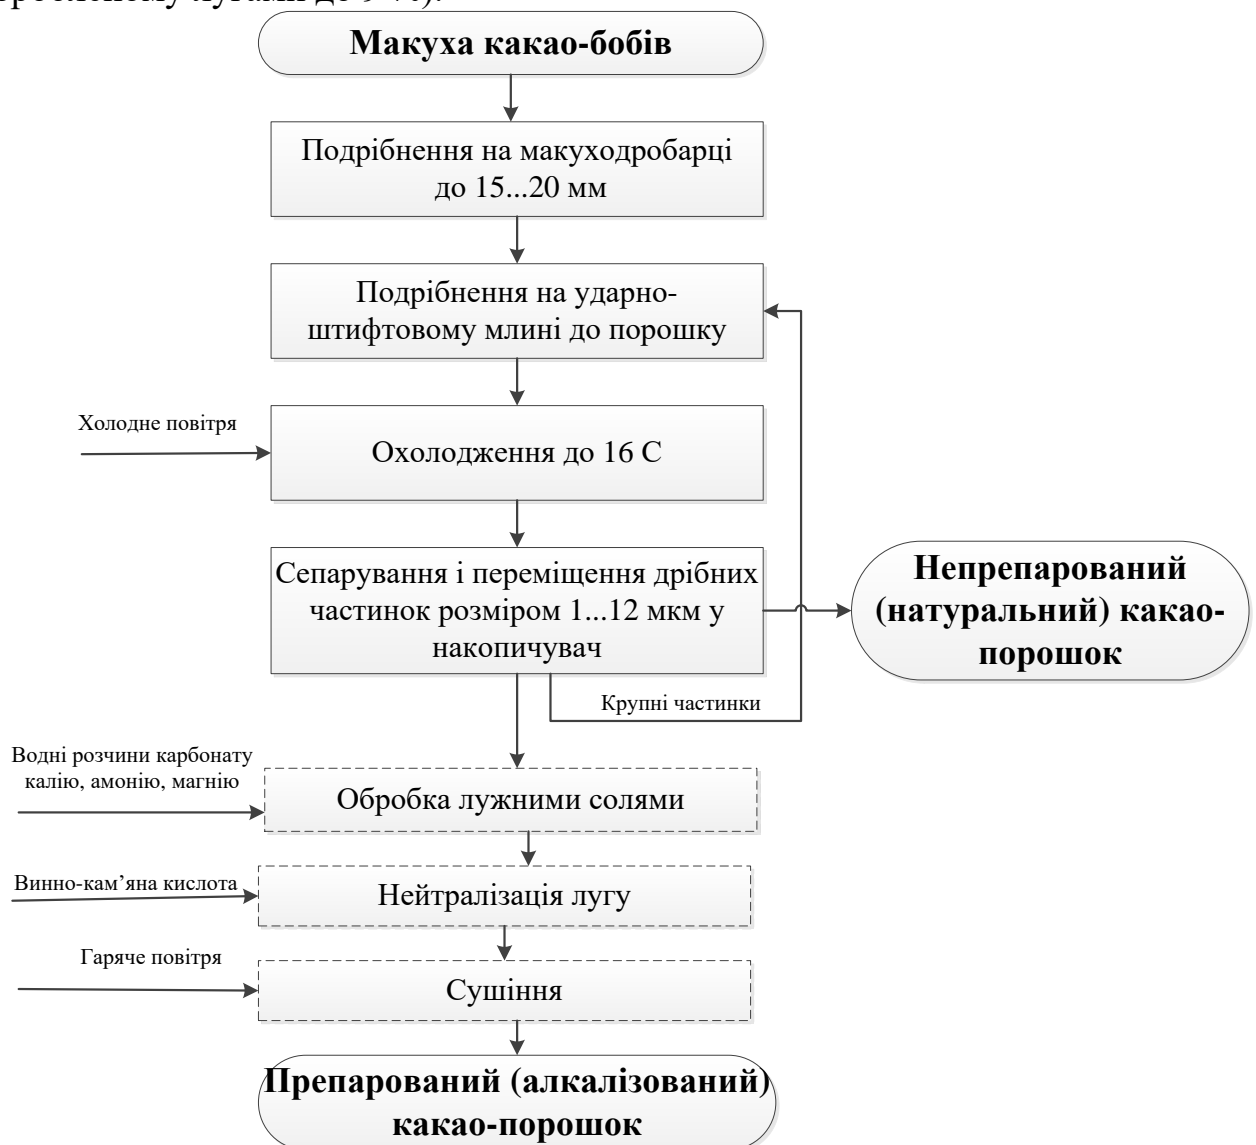 Макуха какао-бобів
Подрібнення на макуходробарці
до 15...20 мм
Подрібнення на ударно-
штифтовому млині до порошку
Холодне повітря
Охолодження до 16 С
Сепарування і переміщення дрібних
частинок розміром 1...12 мкм у
накопичувач
Непрепарований
(натуральний) какао-
порошок
Крупні частинки
Водні розчини карбонату
калію, амонію, магнію
Обробка лужними солями
Винно-кам’яна кислота
Нейтралізація лугу
Гаряче повітря
Сушіння
Препарований (алкалізований)
какао-порошок